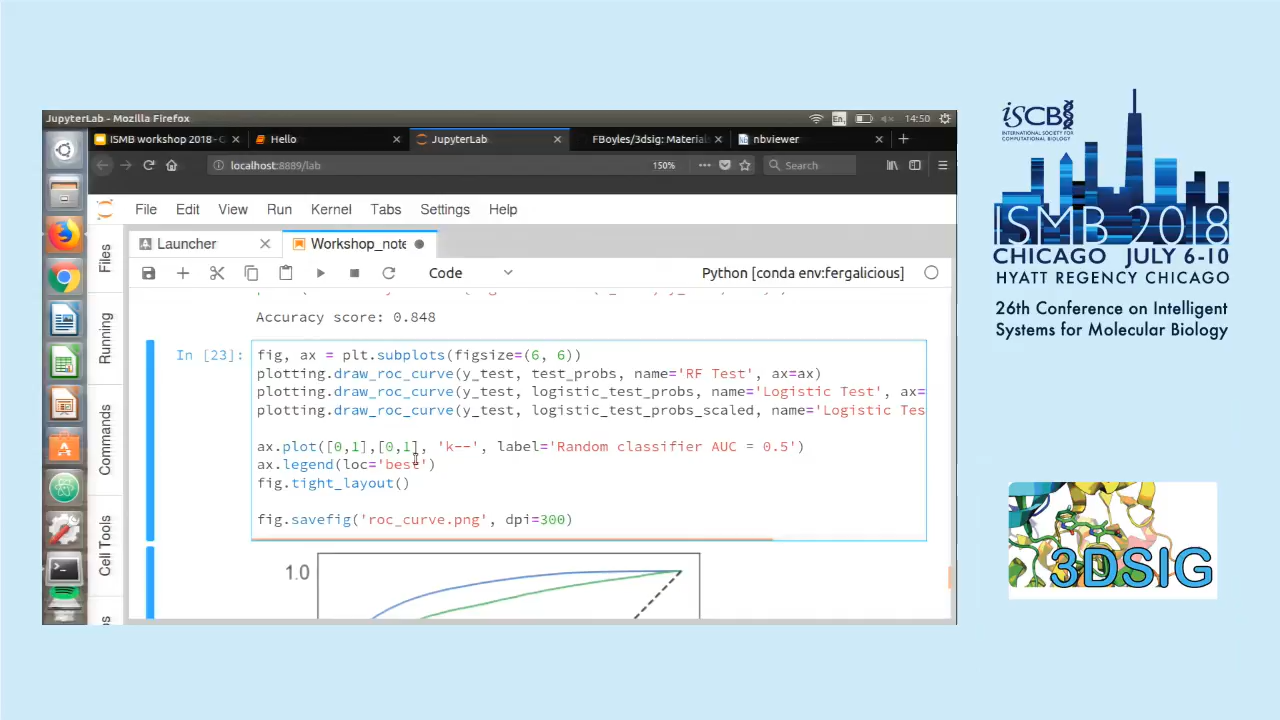 JupyterLab - Mozilla Firefox
En
14:50
ISMB workshop 2018 - G
Hello
JupyterLab
FBoyles/3dsig: Material
nbviewer
localhost:8889/lab
150%
Search
File Edit View Run Kernel Tabs Settings Help
Launcher
Workshop_note
Code
Python [conda env:fergalicious]
Files
Running
Commands
Cell Tools
Accuracy score: 0.848
In [23]:
fig, ax = plt.subplots(figsize=(6, 6))
plotting.draw_roc_curve(y_test, test_probs, name='RF Test', ax=ax)
plotting.draw_roc_curve(y_test, logistic_test_probs, name='Logistic Test', ax=
plotting.draw_roc_curve(y_test, logistic_test_probs_scaled, name='Logistic Tes
ax.plot([0,1],[0,1], 'k--', label='Random classifier AUC = 0.5')
ax.legend(loc='best')
fig.tight_layout()
fig.savefig('roc_curve.png', dpi=300)
1.0
iSCB
INTERNATIONAL SOCIETY FOR
COMPUTATIONAL BIOLOGY
ISMB 2018
CHICAGO JULY 6-10
HYATT REGENCY CHICAGO
26th Conference on Intelligent
Systems for Molecular Biology
3DSIG